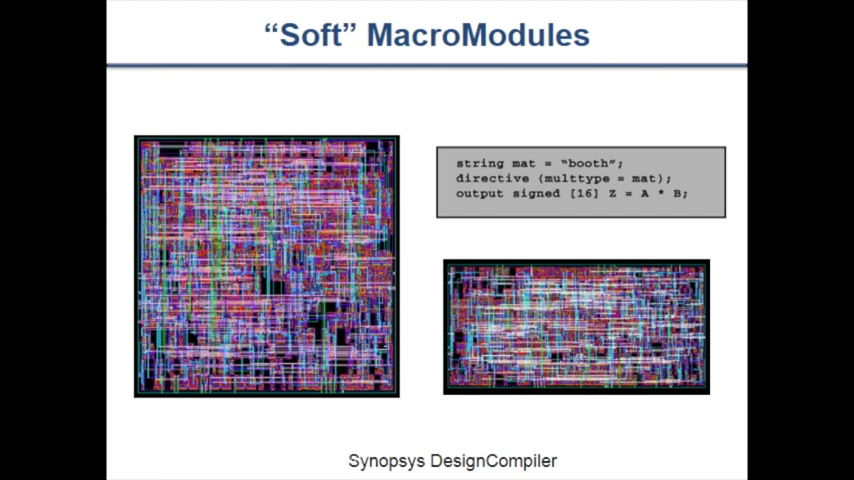 “Soft” MacroModules
string mat = “booth”;
directive (multtype = mat);
output signed [16] Z = A * B;
Synopsys DesignCompiler